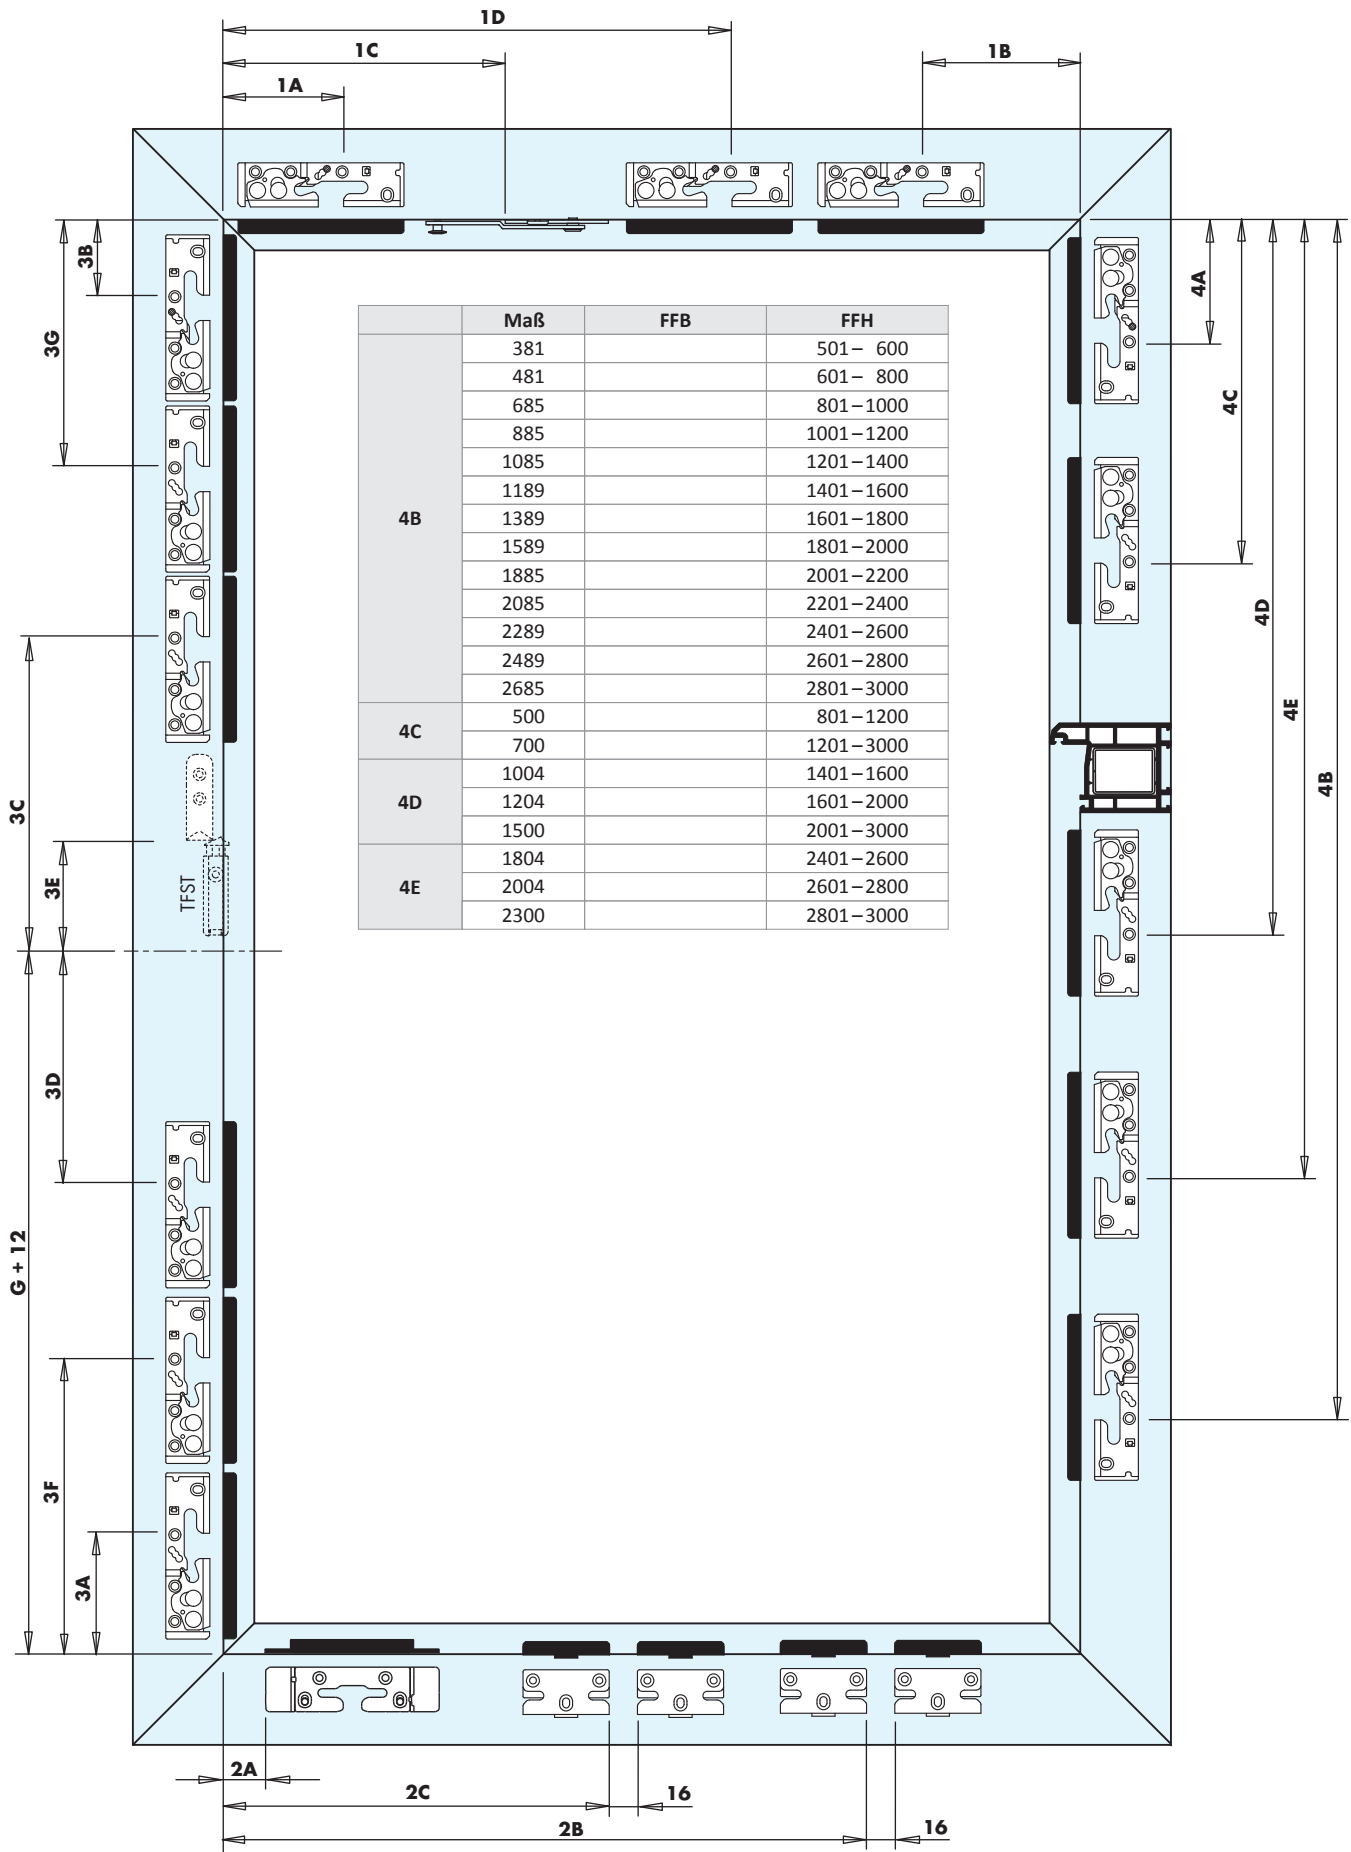 1D
1C
1B
1A
3B
4A
3G
4C
Maß FFB FFH
4B
381 501– 600
481 601– 800
685 801–1000
885 1001–1200
1085 1201–1400
1189 1401–1600
1389 1601–1800
1589 1801–2000
1885 2001–2200
2085 2201–2400
2289 2401–2600
2489 2601–2800
2685 2801–3000
4C
500 801–1200
700 1201–3000
4D
1004 1401–1600
1204 1601–2000
1500 2001–3000
4E
1804 2401–2600
2004 2601–2800
2300 2801–3000
4D
4E
4B
3C
3E
TFST
3D
G + 12
3F
3A
2A
2C
16
2B
16